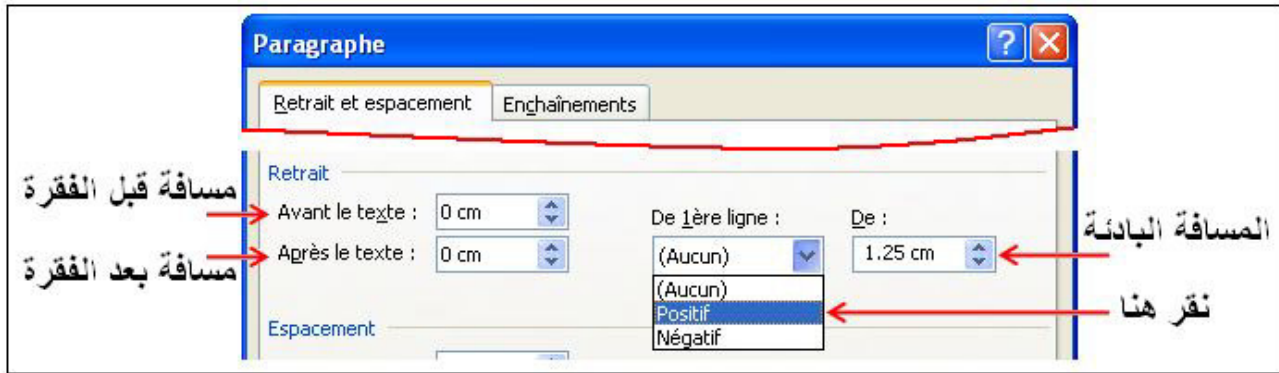 Paragraphe
Retrait et espacement Enchaînements
Retrait
مسافة قبل الفقرة
Avant le texte : 0 cm
De 1ère ligne : De :
المسافة البادئة
Après le texte : 0 cm
(Aucun) 1.25 cm
مسافة بعد الفقرة
(Aucun)
Positif
نقر هنا
Négatif
Espacement